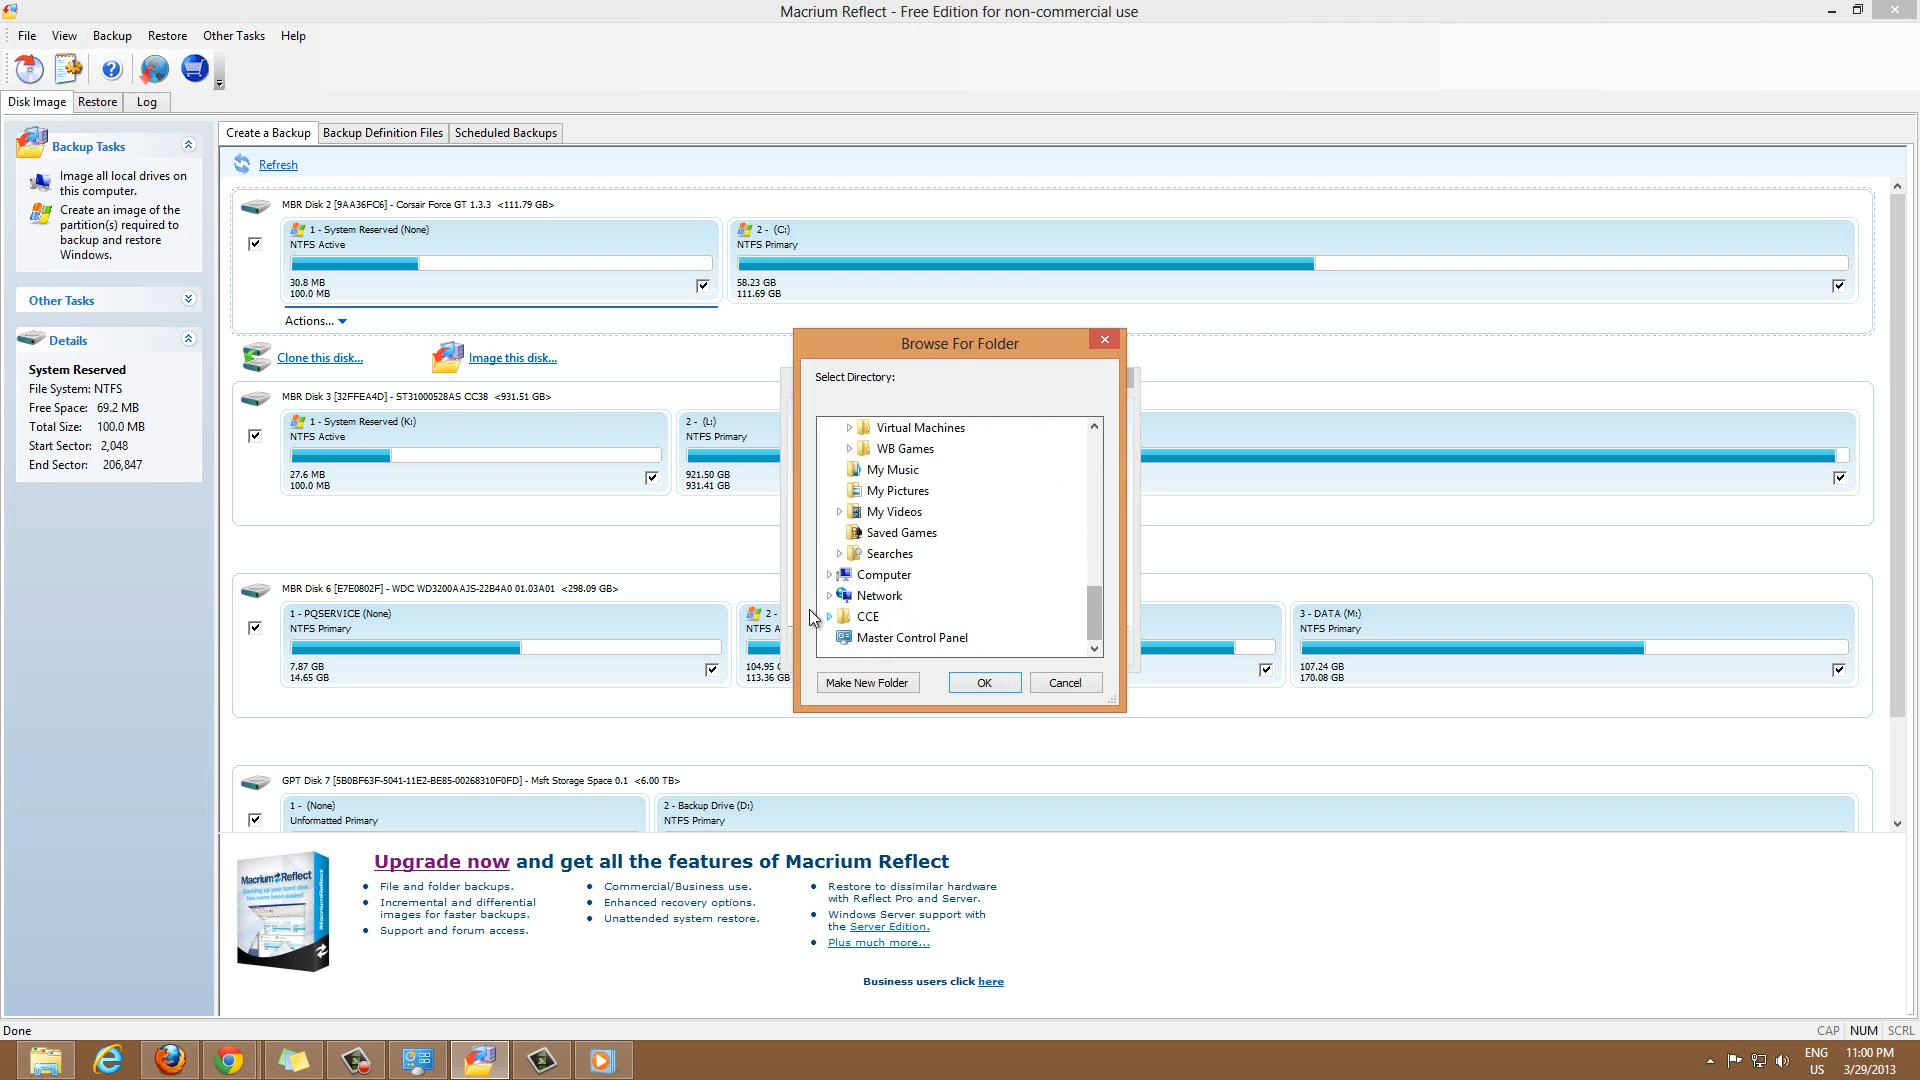 Macrium Reflect - Free Edition for non-commercial use
File View Backup Restore Other Tasks Help
Disk Image Restore Log
Backup Tasks
Image all local drives on
this computer.
Create an image of the
partition(s) required to
backup and restore
Windows.
Other Tasks
Details
System Reserved
File System: NTFS
Free Space: 69.2 MB
Total Size: 100.0 MB
Start Sector: 2,048
End Sector: 206,847
Create a Backup Backup Definition Files Scheduled Backups
Refresh
MBR Disk 2 [9AA36FC6] - Corsair Force GT 1.3.3 <111.79 GB>
1 - System Reserved (None)
NTFS Active
30.8 MB
100.0 MB
2 - (C:)
NTFS Primary
58.23 GB
111.69 GB
Actions...
Clone this disk... Image this disk...
MBR Disk 3 [32FFEA4D] - ST31000528AS CC38 <931.51 GB>
1 - System Reserved (K:)
NTFS Active
27.6 MB
100.0 MB
2 - (L:)
NTFS Primary
921.50 GB
931.41 GB
MBR Disk 6 [E7E0802F] - WDC WD3200AAJS-22B4A0 01.03A01 <298.09 GB>
1 - PQSERVICE (None)
NTFS Primary
7.87 GB
14.65 GB
2 -
NTFS A
104.95 G
113.36 GB
3 - DATA (M:)
NTFS Primary
107.24 GB
170.08 GB
GPT Disk 7 [5B0BF63F-5041-11E2-BE85-00268310F0FD] - Msft Storage Space 0.1 <6.00 TB>
1 - (None)
Unformatted Primary
2 - Backup Drive (D:)
NTFS Primary
Browse For Folder
Select Directory:
Virtual Machines
WB Games
My Music
My Pictures
My Videos
Saved Games
Searches
Computer
Network
CCE
Master Control Panel
Make New Folder OK Cancel
Macrium Reflect
Upgrade now and get all the features of Macrium Reflect
File and folder backups.
Incremental and differential
images for faster backups.
Support and forum access.
Commercial/Business use.
Enhanced recovery options.
Unattended system restore.
Restore to dissimilar hardware
with Reflect Pro and Server.
Windows Server support with
the Server Edition.
Plus much more...
Business users click here
Done
CAP NUM SCRL
ENG
US
11:00 PM
3/29/2013